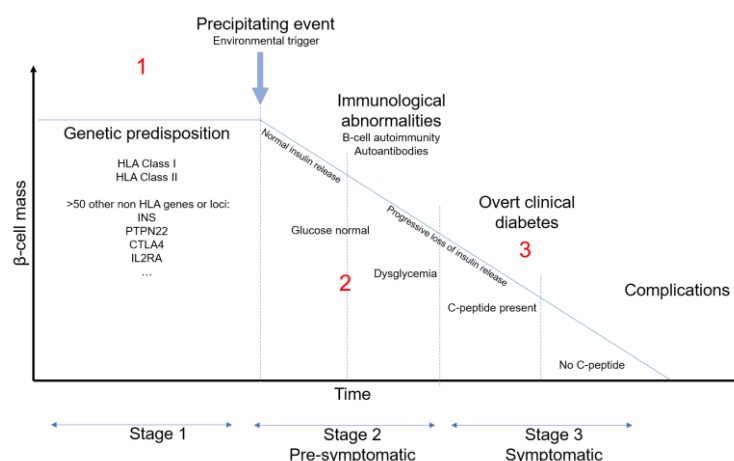 Precipitating event
Environmental trigger
1
Immunological
abnormalities
B-cell autoimmunity
Autoantibodies
Genetic predisposition
HLA Class I
HLA Class II
>50 other non HLA genes or loci:
INS
PTPN22
CTLA4
IL2RA
...
Normal insulin release
Glucose normal
Progressive loss of insulin release
2
Dysglycemia
Overt clinical
diabetes
3
C-peptide present
Complications
No C-peptide
β-cell mass
Time
Stage 1
Stage 2
Pre-symptomatic
Stage 3
Symptomatic